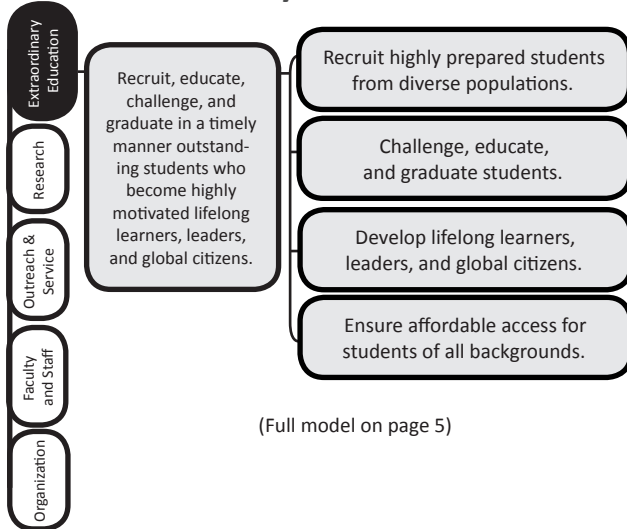 Extraordinary
Education
Research
Outreach &
Service
Faculty
and Staff
Organization
Recruit, educate,
challenge, and
graduate in a timely
manner outstand-
ing students who
become highly
motivated lifelong
learners, leaders,
and global citizens.
Recruit highly prepared students
from diverse populations.
Challenge, educate,
and graduate students.
Develop lifelong learners,
leaders, and global citizens.
Ensure affordable access for
students of all backgrounds.
(Full model on page 5)